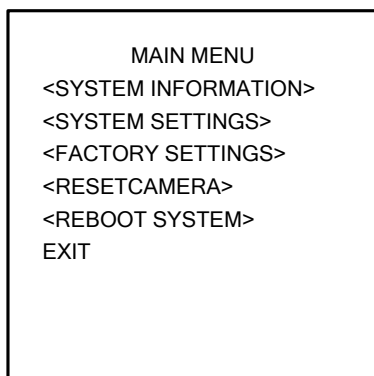 MAIN MENU
<SYSTEM INFORMATION>
<SYSTEM SETTINGS>
<FACTORY SETTINGS>
<RESETCAMERA>
<REBOOT SYSTEM>
EXIT